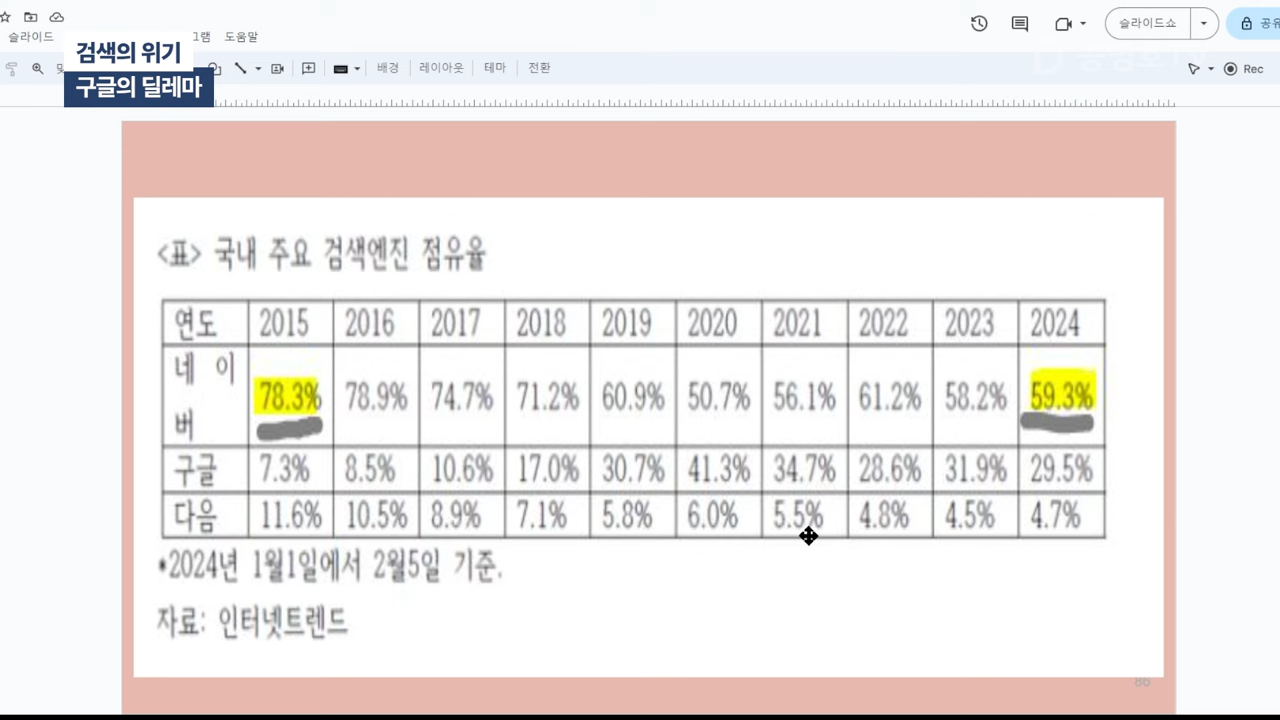 슬라이드
그램
도움말
슬라이드쇼
검색의 위기
구글의 딜레마
배경
레이아웃
테마
전환
Rec
<표> 국내 주요 검색엔진 점유율
연도 2015 2016 2017 2018 2019 2020 2021 2022 2023 2024
네 이
버 78.3% 78.9% 74.7% 71.2% 60.9% 50.7% 56.1% 61.2% 58.2% 59.3%
구글 7.3% 8.5% 10.6% 17.0% 30.7% 41.3% 34.7% 28.6% 31.9% 29.5%
다음 11.6% 10.5% 8.9% 7.1% 5.8% 6.0% 5.5% 4.8% 4.5% 4.7%
*2024년 1월1일에서 2월5일 기준.
자료: 인터넷트렌드
86